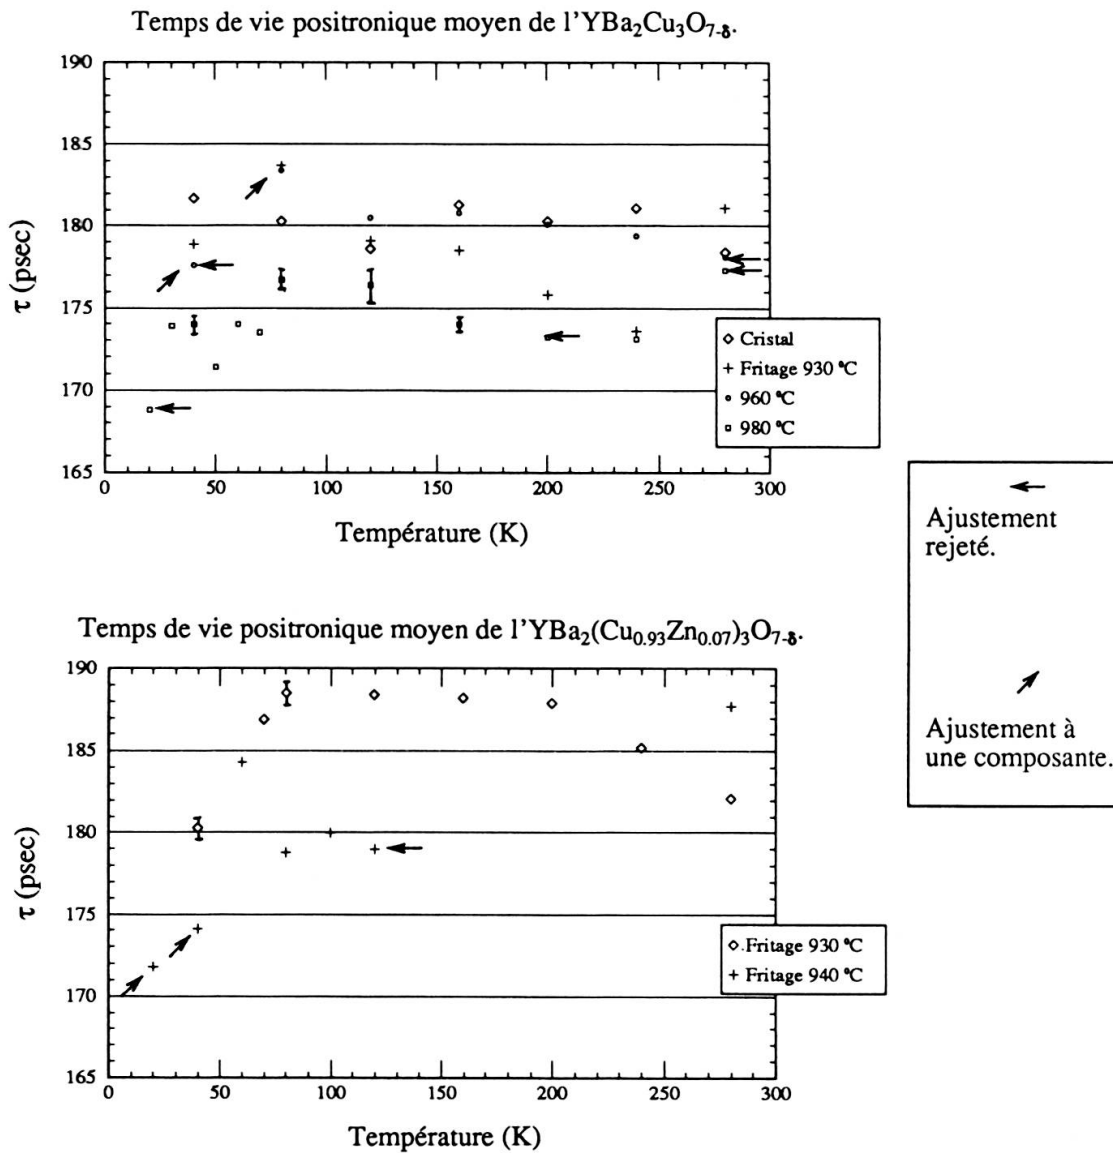 Temps de vie positronique moyen de l'YBa₂Cu₃O₇₋δ.
190
185
180
175
170
165
τ (psec)
0 50 100 150 200 250 300
Température (K)
Cristal
Fritage 930 °C
960 °C
980 °C
Ajustement
rejeté.
Ajustement à
une composante.
Temps de vie positronique moyen de l'YBa₂(Cu₀.₉₃Zn₀.₀₇)₃O₇₋δ.
190
185
180
175
170
165
τ (psec)
0 50 100 150 200 250 300
Température (K)
.Fritage 930 °C
Fritage 940 °C